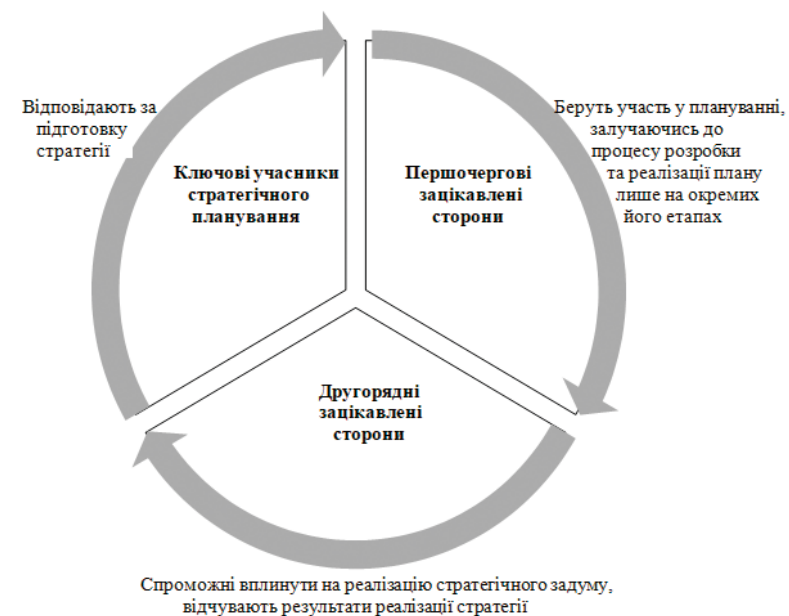 Відповідають за
підготовку
стратегії
Ключові учасники
стратегічного
планування
Першочергові
зацікавлені
сторони
Беруть участь у плануванні,
залучаючись до
процесу розробки
та реалізації плану
лише на окремих
його етапах
Другорядні
зацікавлені
сторони
Спроможні вплинути на реалізацію стратегічного задуму,
відчувають результати реалізації стратегії